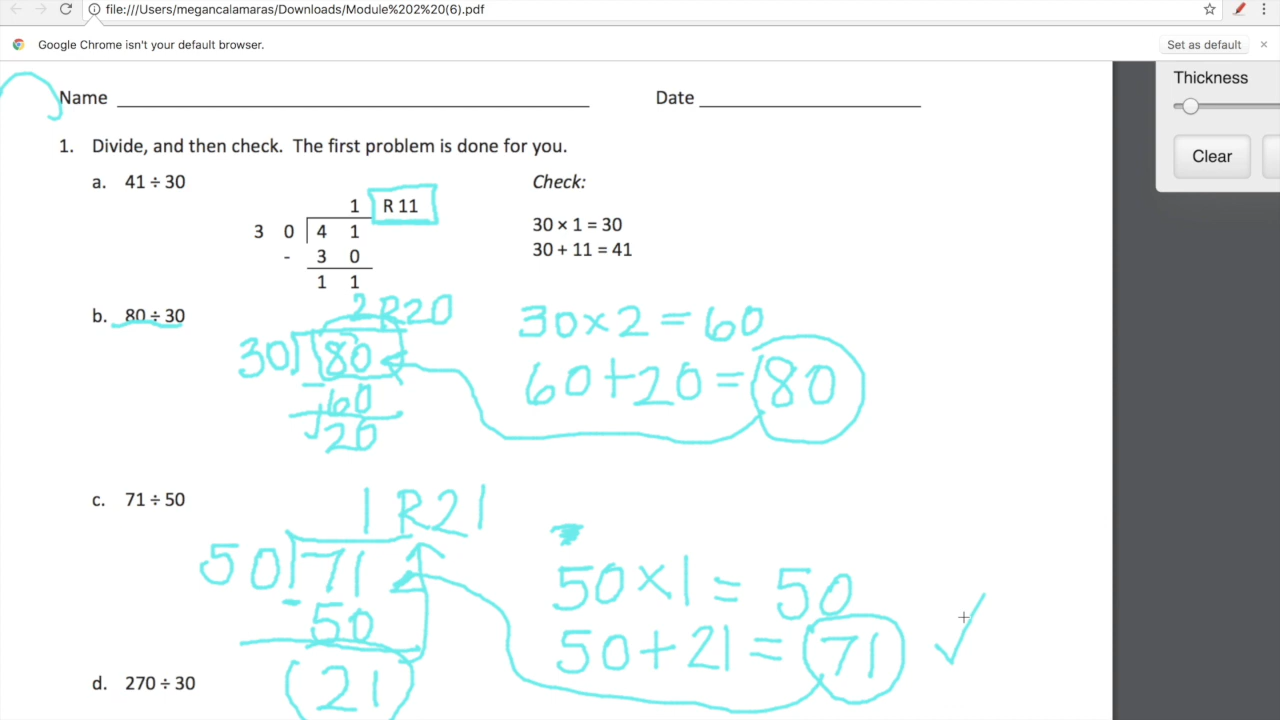 file:///Users/megancalamaras/Downloads/Module%202%20(6).pdf
Google Chrome isn't your default browser.
Set as default
Thickness
Clear
Name
Date
1. Divide, and then check. The first problem is done for you.
a. 41 ÷ 30
Check:
1 R 11
3 0 4 1
- 3 0
1 1
30 × 1 = 30
30 + 11 = 41
b. 80 ÷ 30
2 R20
30 80
- 60
20
30×2=60
60+20=80
c. 71 ÷ 50
1 R21
50 71
- 50
21
50×1=50
50+21=71 ✓
d. 270 ÷ 30